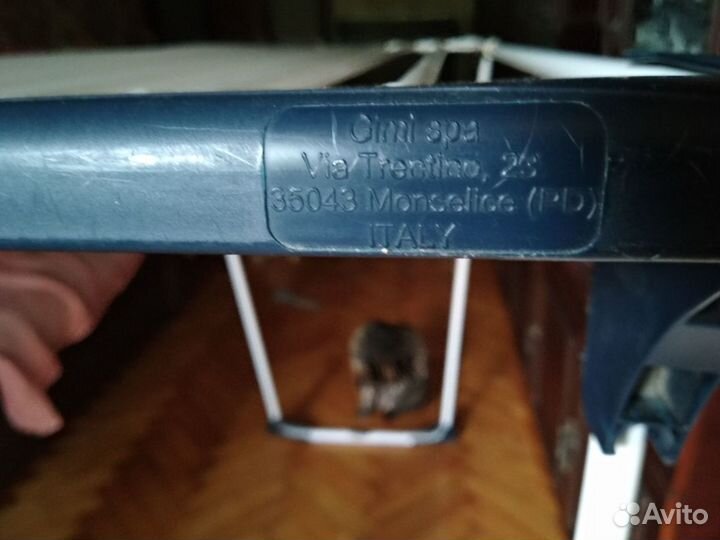 Gimi spa
Via Trentino, 23
35043 Monselice (PD)
ITALY
Avito